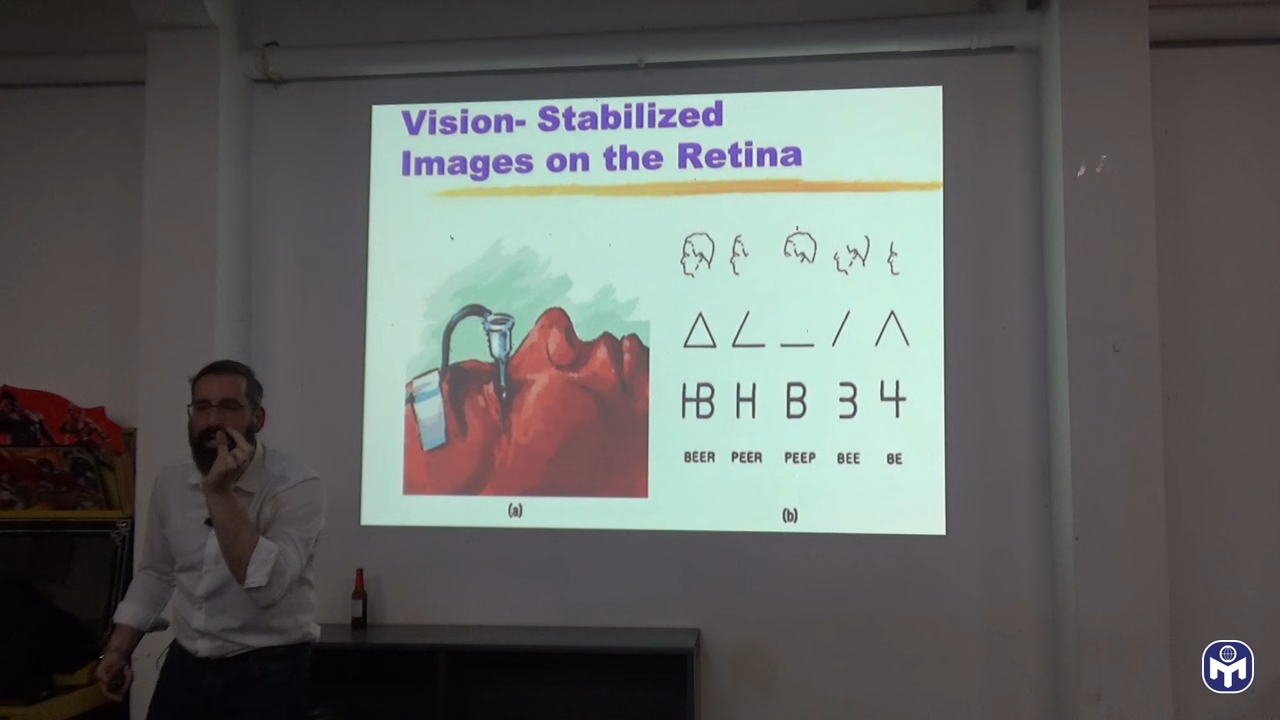 Vision- Stabilized
Images on the Retina
HB H B 3 4
BEER PEER PEEP BEE BE
(a)
(b)